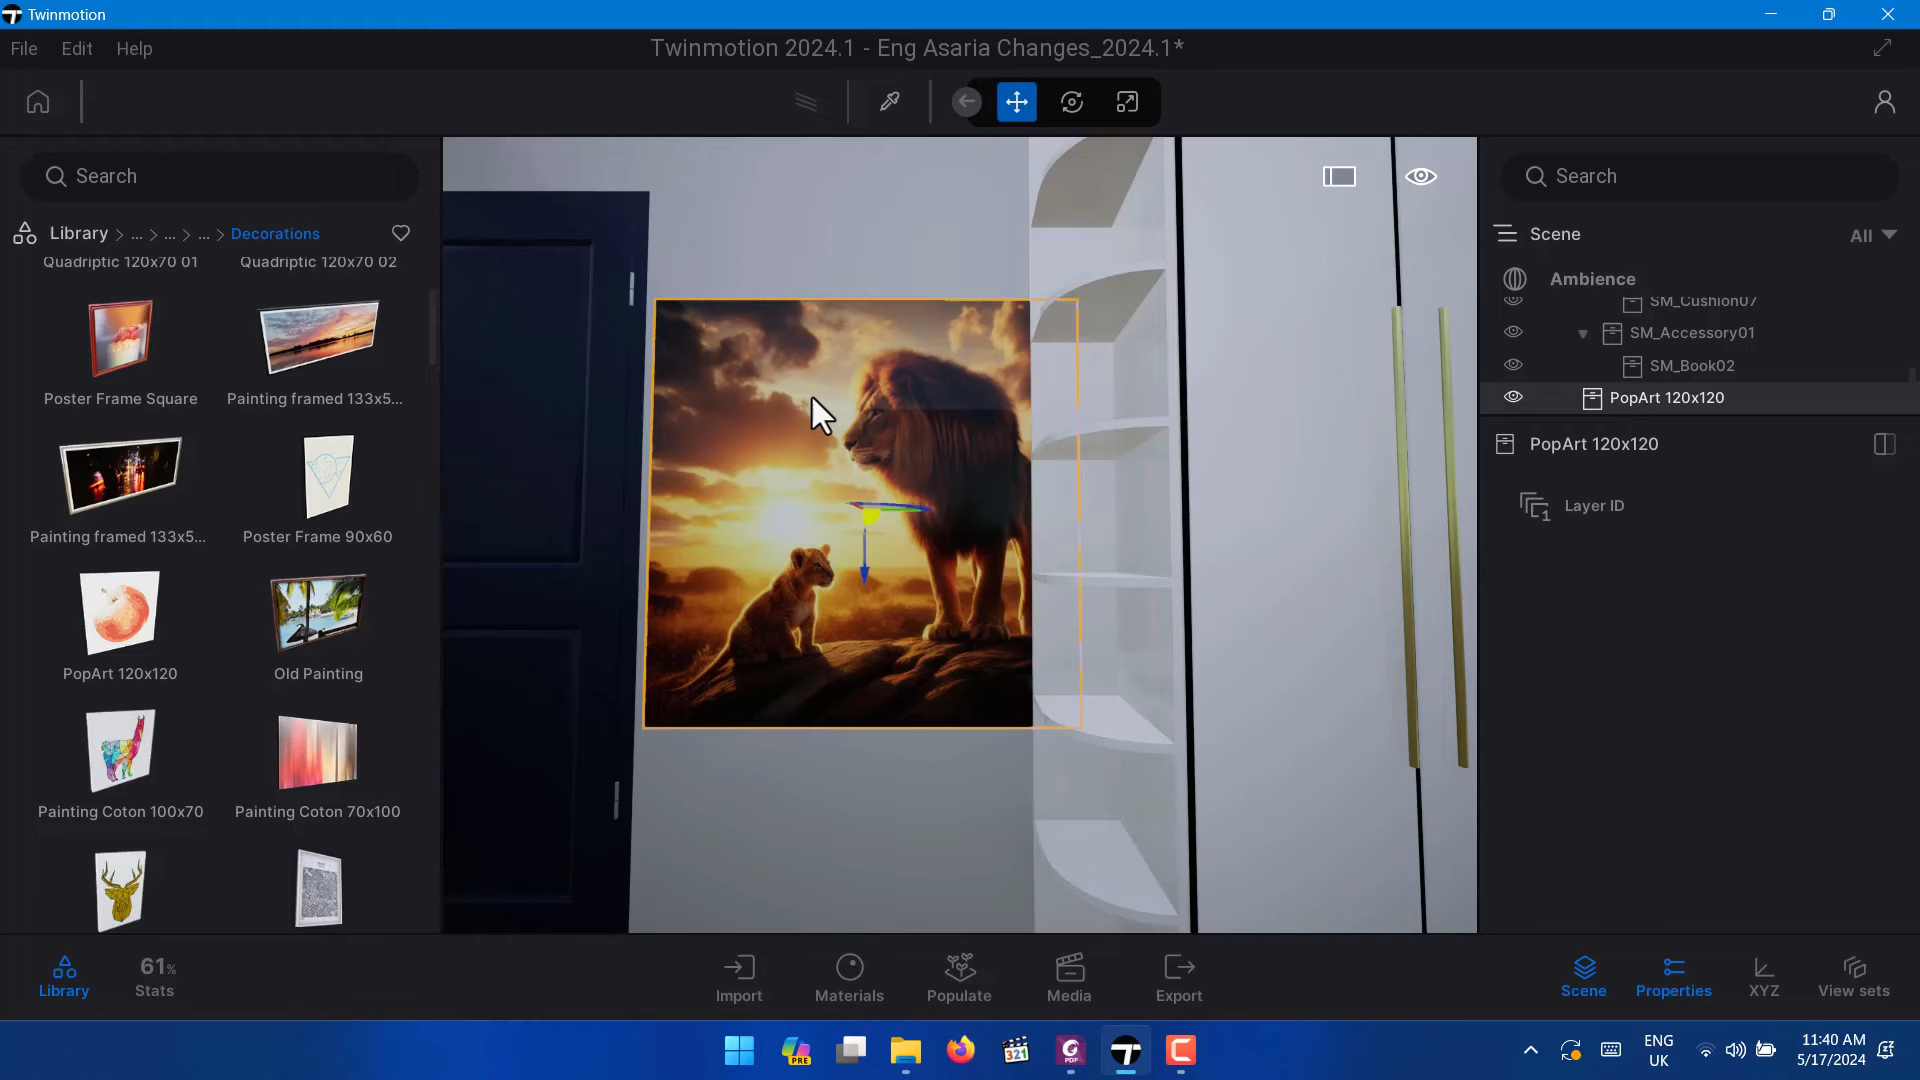 Twinmotion
File Edit Help
Twinmotion 2024.1 - Eng Asaria Changes_2024.1*
Search
Library > ... > ... > ... > Decorations
Quadriptic 120x70 01
Quadriptic 120x70 02
Poster Frame Square
Painting framed 133x5...
Painting framed 133x5...
Poster Frame 90x60
PopArt 120x120
Old Painting
Painting Coton 100x70
Painting Coton 70x100
Search
Scene
All
Ambience
SM_Cushion07
SM_Accessory01
SM_Book02
PopArt 120x120
PopArt 120x120
1
Layer ID
Library
61%
Stats
Import
Materials
Populate
Media
Export
Scene
Properties
XYZ
View sets
PRE
321
PDF
ENG
UK
11:40 AM
5/17/2024